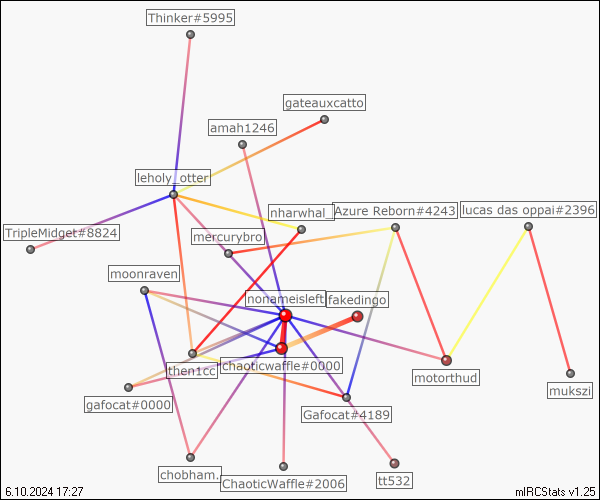 Thinker#5995
gateauxcatto
amah1246
leholy_otter
nharwhal_
Azure Reborn#4243
lucas das oppai#2396
TripleMidget#8824
mercurybro
moonraven
nonameisleft
fakedingo
then1cc
chaoticwaffle#0000
motorthud
mukszi
gafocat#0000
Gafocat#4189
chobham.
ChaoticWaffle#2006
tt532
6.10.2024 17:27
mIRCStats v1.25